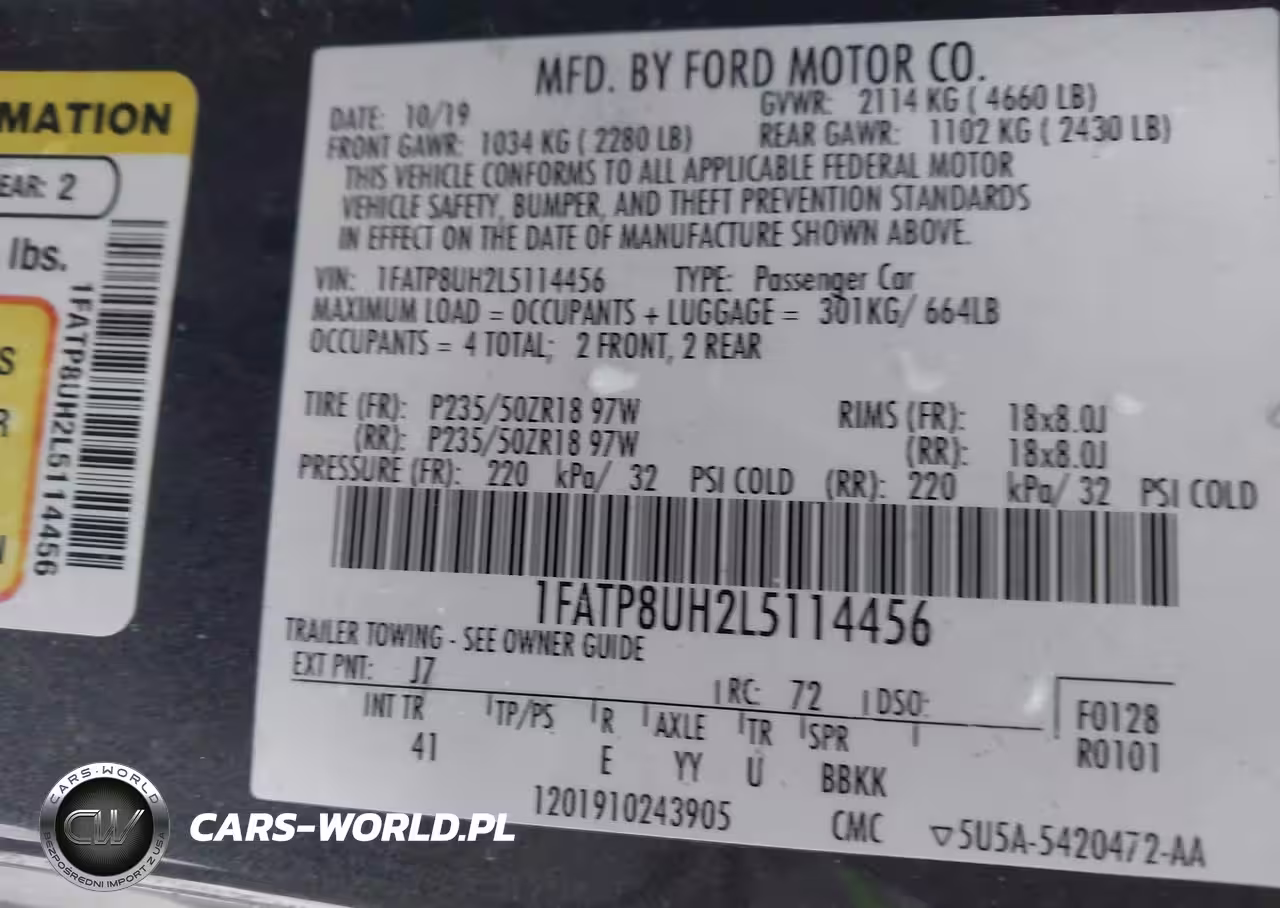 MATION
EAR: 2
lbs.
S
R
1FATP8UH2L5114456
MFD. BY FORD MOTOR CO.
DATE: 10/19 GVWR: 2114 KG ( 4660 LB)
FRONT GAWR: 1034 KG ( 2280 LB) REAR GAWR: 1102 KG ( 2430 LB)
THIS VEHICLE CONFORMS TO ALL APPLICABLE FEDERAL MOTOR
VEHICLE SAFETY, BUMPER, AND THEFT PREVENTION STANDARDS
IN EFFECT ON THE DATE OF MANUFACTURE SHOWN ABOVE.
VIN: 1FATP8UH2L5114456 TYPE: Passenger Car
MAXIMUM LOAD = OCCUPANTS + LUGGAGE = 301KG/ 664LB
OCCUPANTS = 4 TOTAL; 2 FRONT, 2 REAR
TIRE (FR): P235/50ZR18 97W RIMS (FR): 18x8.0J
(RR): P235/50ZR18 97W (RR): 18x8.0J
PRESSURE (FR): 220 kPa/ 32 PSI COLD (RR): 220 kPa/ 32 PSI COLD
1FATP8UH2L5114456
TRAILER TOWING - SEE OWNER GUIDE
EXT PNT: J7 RC: 72 DSO: F0128
INT TR TP/PS R AXLE TR SPR R0101
41 E YY U BBKK
1201910243905 CMC ▽5U5A-5420472-AA
CARS-WORLD
CW
BEZPOŚREDNI IMPORT Z USA
CARS-WORLD.PL